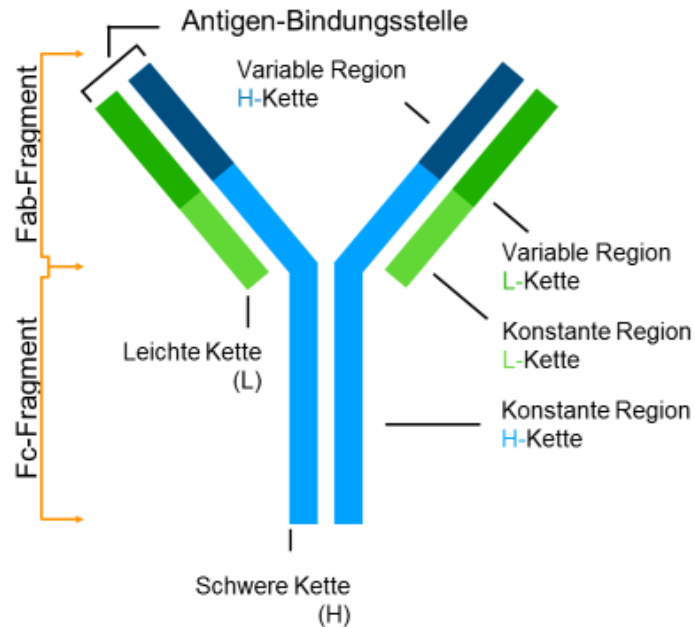 Antigen-Bindungsstelle
Variable Region
H-Kette
Fab-Fragment
Variable Region
L-Kette
Leichte Kette
(L)
Konstante Region
L-Kette
Fc-Fragment
Konstante Region
H-Kette
Schwere Kette
(H)